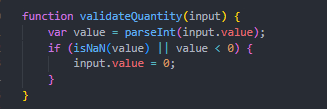 function validateQuantity(input) {
    var value = parseInt(input.value);
    if (isNaN(value) || value < 0) {
        input.value = 0;
    }
}